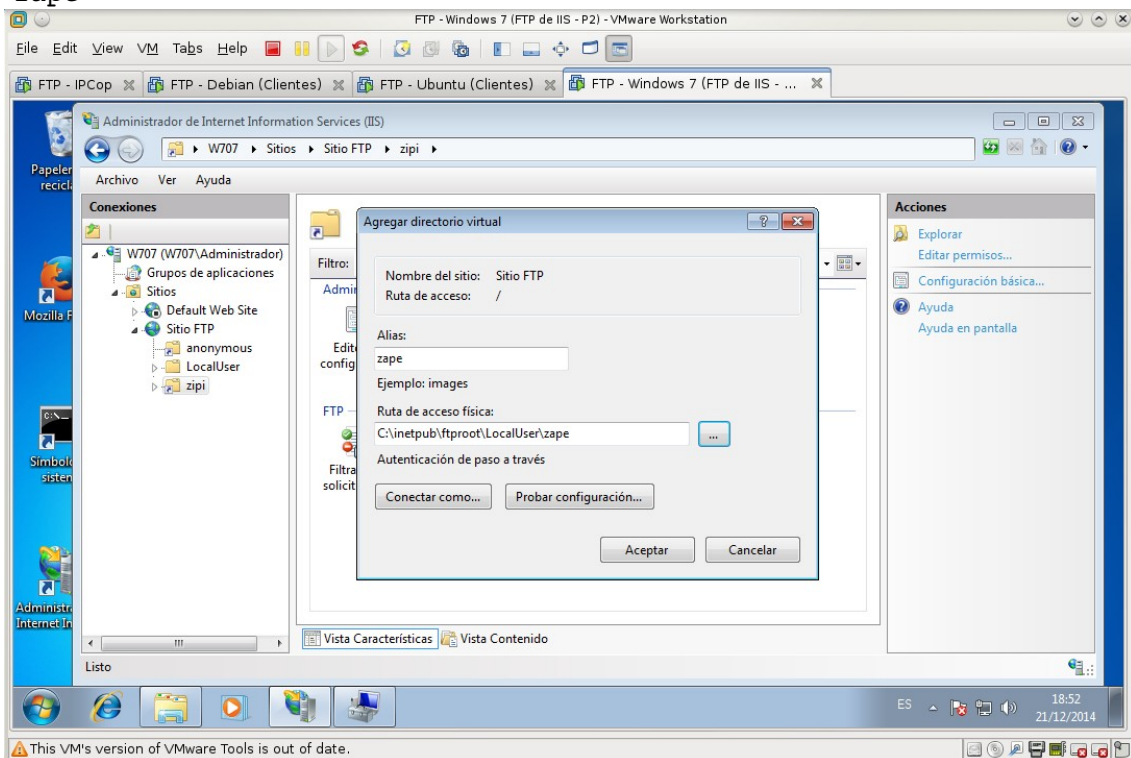 zape
FTP - Windows 7 (FTP de IIS - P2) - VMware Workstation
File Edit View VM Tabs Help
FTP - IPCop
FTP - Debian (Clientes)
FTP - Ubuntu (Clientes)
FTP - Windows 7 (FTP de IIS - ...
Administrador de Internet Information Services (IIS)
W707 Sitios Sitio FTP zipi
Archivo Ver Ayuda
Conexiones
W707 (W707\Administrador)
Grupos de aplicaciones
Sitios
Default Web Site
Sitio FTP
anonymous
LocalUser
zipi
Filtro:
FTP
Agregar directorio virtual
Nombre del sitio: Sitio FTP
Ruta de acceso: /
Alias:
zape
Ejemplo: images
Ruta de acceso física:
C:\inetpub\ftproot\LocalUser\zape
...
Autenticación de paso a través
Conectar como...
Probar configuración...
Aceptar
Cancelar
Acciones
Explorar
Editar permisos...
Configuración básica...
Ayuda
Ayuda en pantalla
Vista Características
Vista Contenido
Listo
Mozilla F
ES
18:52
21/12/2014
This VM's version of VMware Tools is out of date.